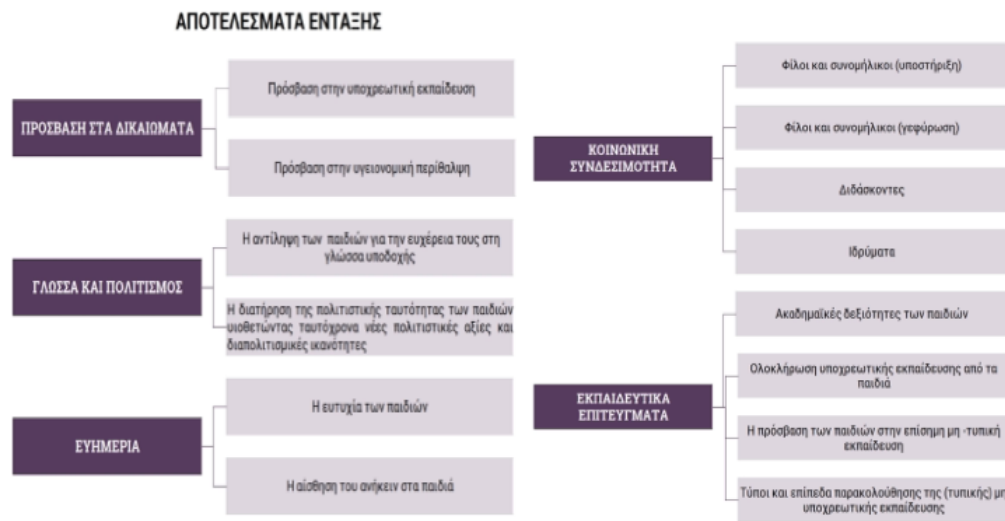 ΑΠΟΤΕΛΕΣΜΑΤΑ ΕΝΤΑΞΗΣ
ΠΡΟΣΒΑΣΗ ΣΤΑ ΔΙΚΑΙΩΜΑΤΑ
Πρόσβαση στην υποχρεωτική εκπαίδευση
Πρόσβαση στην υγειονομική περίθαλψη
ΓΛΩΣΣΑ ΚΑΙ ΠΟΛΙΤΙΣΜΟΣ
Η αντίληψη των παιδιών για την ευχέρεια τους στη
γλώσσα υποδοχής
Η διατήρηση της πολιτιστικής ταυτότητας των παιδιών
υιοθετώντας ταυτόχρονα νέες πολιτιστικές αξίες και
διαπολιτισμικές ικανότητες
ΕΥΗΜΕΡΙΑ
Η ευτυχία των παιδιών
Η αίσθηση του ανήκειν στα παιδιά
ΚΟΙΝΩΝΙΚΗ
ΣΥΝΔΕΣΙΜΟΤΗΤΑ
Φίλοι και συνομήλικοι (υποστήριξη)
Φίλοι και συνομήλικοι (γεφύρωση)
Διδάσκοντες
Ιδρύματα
ΕΚΠΑΙΔΕΥΤΙΚΑ
ΕΠΙΤΕΥΓΜΑΤΑ
Ακαδημαϊκές δεξιότητες των παιδιών
Ολοκλήρωση υποχρεωτικής εκπαίδευσης από τα
παιδιά
Η πρόσβαση των παιδιών στην επίσημη μη -τυπική
εκπαίδευση
Τύποι και επίπεδα παρακολούθησης της (τυπικής) μη
υποχρεωτικής εκπαίδευσης